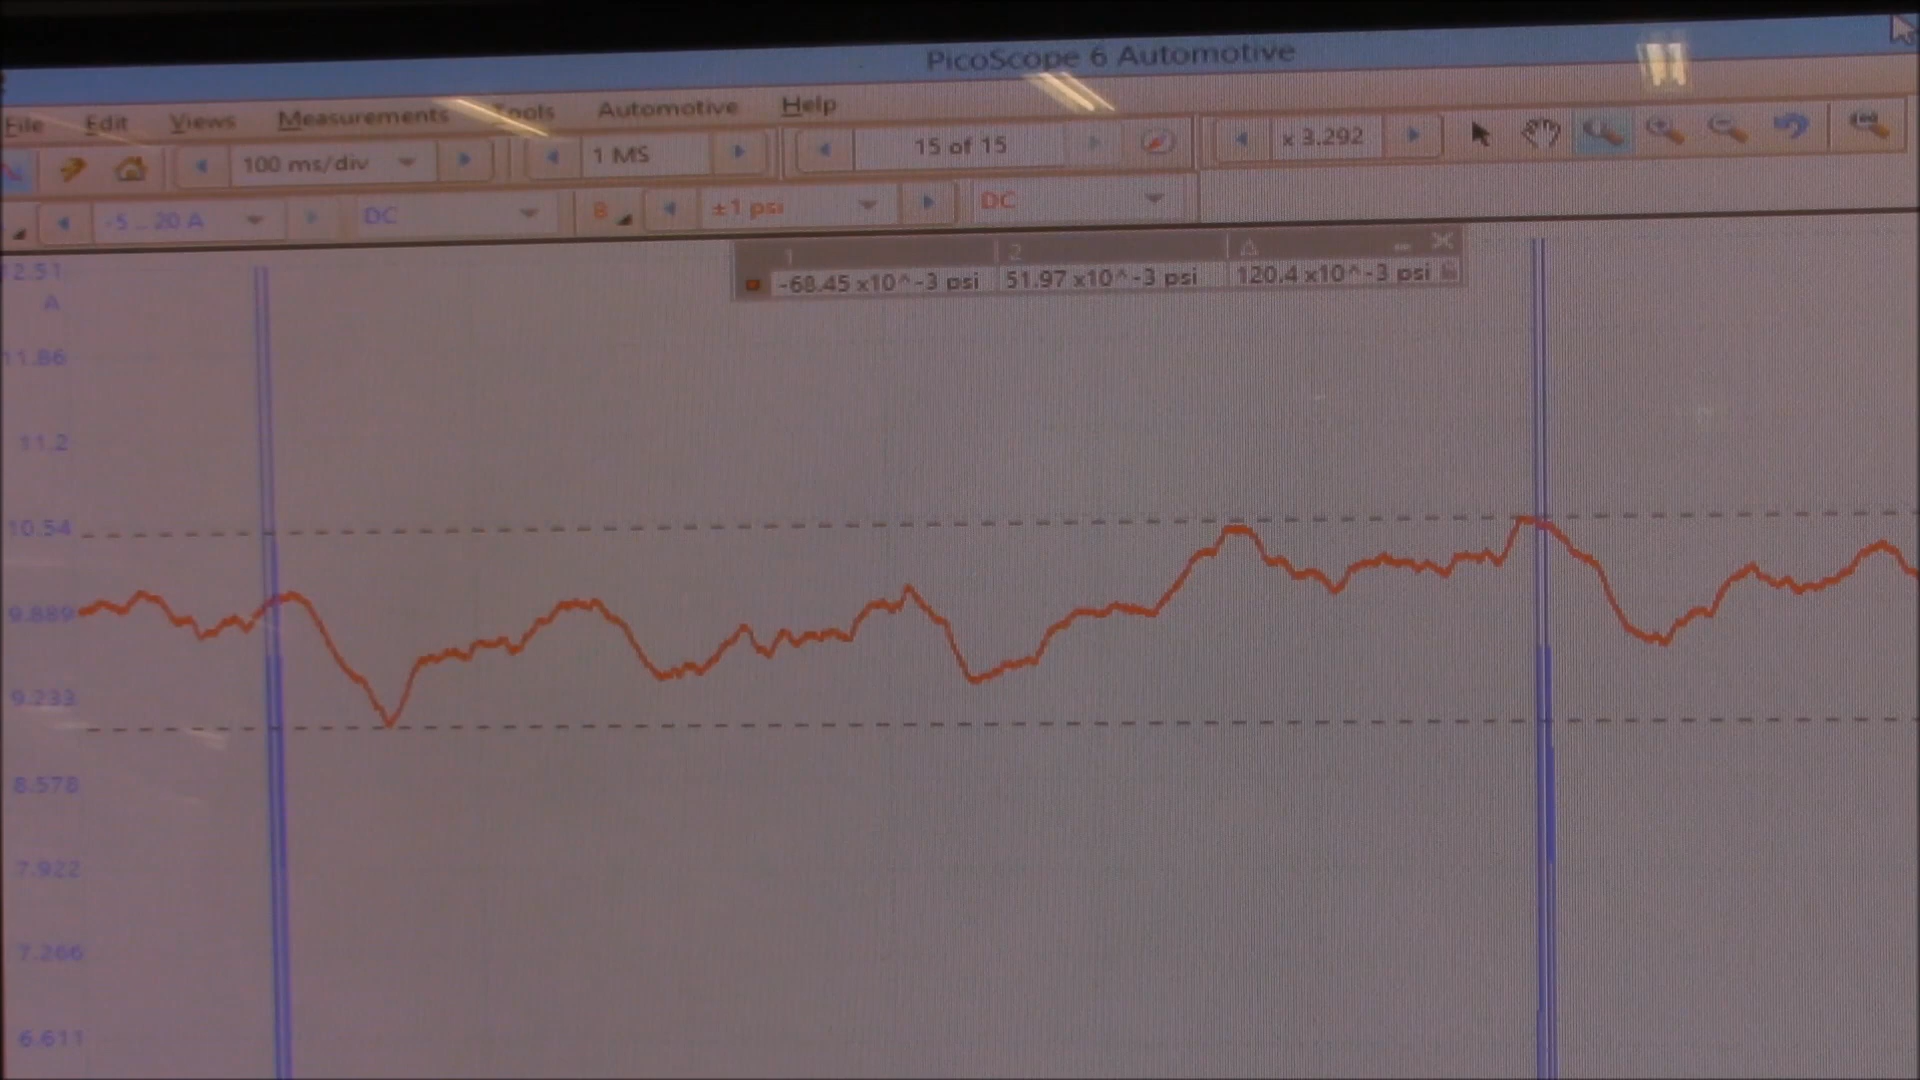 PicoScope 6 Automotive
File Edit Views Measurements Tools Automotive Help
100 ms/div 1 MS 15 of 15 x 3.292
-5 .. 20 A DC B ±1 psi DC
1 2 Δ
-68.45 x10^-3 psi 51.97 x10^-3 psi 120.4 x10^-3 psi
12.51
A
11.86
11.2
10.54
9.889
9.233
8.578
7.922
7.266
6.611